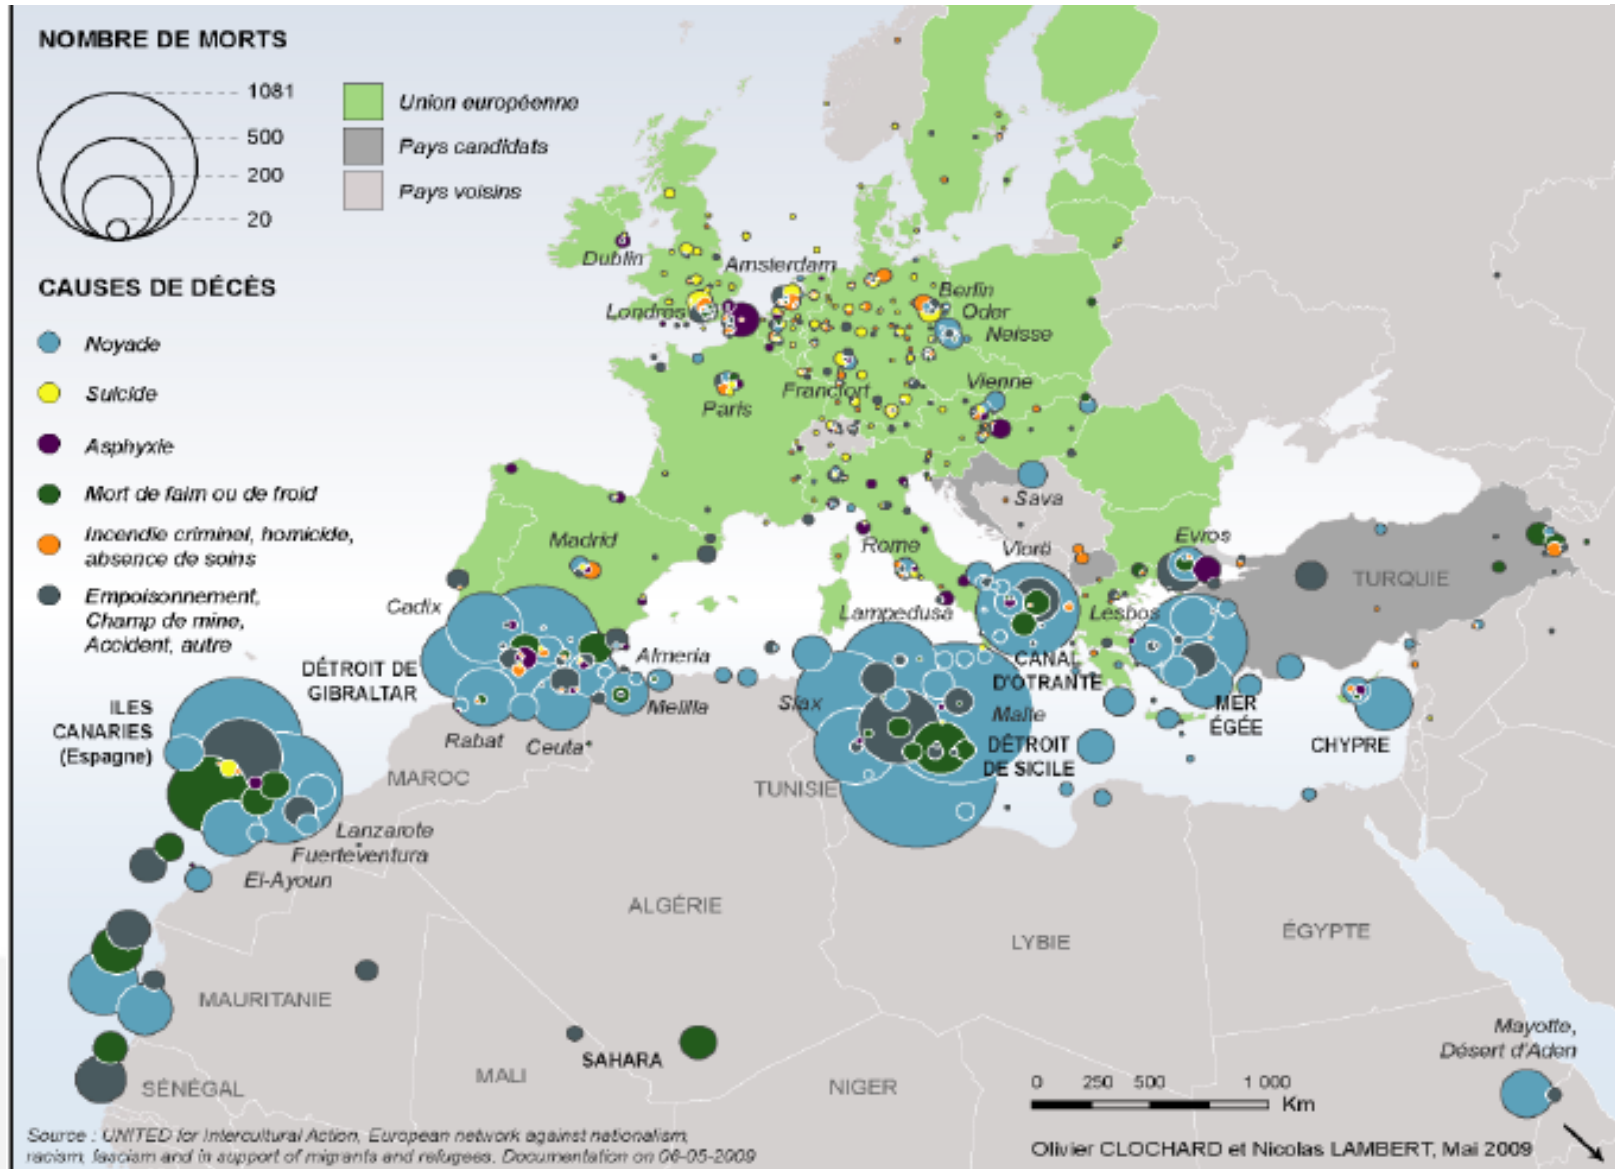 NOMBRE DE MORTS
1081
500
200
20
Union européenne
Pays candidats
Pays voisins
CAUSES DE DÉCÈS
Noyade
Suicide
Asphyxie
Mort de faim ou de froid
Incendie criminel, homicide,
absence de soins
Empoisonnement,
Champ de mine,
Accident, autre
Dublin
Amsterdam
Londres
Berlin
Oder
Neisse
Paris
Francfort
Vienne
Sava
Madrid
Rome
Vlorë
Evros
TURQUIE
Cadix
Lampedusa
Lesbos
DÉTROIT DE
GIBRALTAR
Almeria
CANAL
D'OTRANTE
ILES
CANARIES
(Espagne)
Melilla
Sfax
Malte
MER
ÉGÉE
Rabat
Ceuta*
DÉTROIT
DE SICILE
CHYPRE
MAROC
TUNISIE
Lanzarote
Fuerteventura
El-Ayoun
ALGÉRIE
LYBIE
ÉGYPTE
MAURITANIE
SAHARA
Mayotte,
Désert d'Aden
SÉNÉGAL
MALI
NIGER
0 250 500 1 000
Km
Source : UNITED for Intercultural Action, European network against nationalism,
racism, fascism and in support of migrants and refugees. Documentation on 06-05-2009
Olivier CLOCHARD et Nicolas LAMBERT, Mai 2009